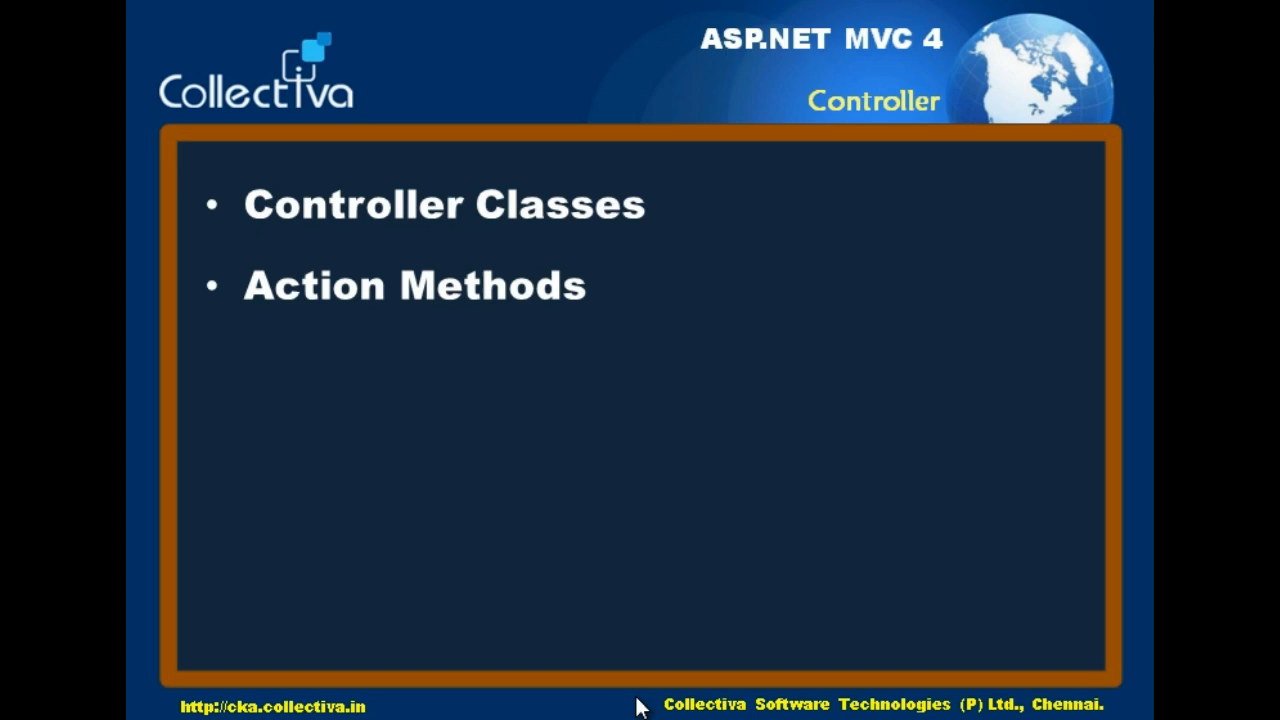 Collectiva
ASP.NET MVC 4
Controller
• Controller Classes
• Action Methods
http://cka.collectiva.in
Collectiva Software Technologies (P) Ltd., Chennai.